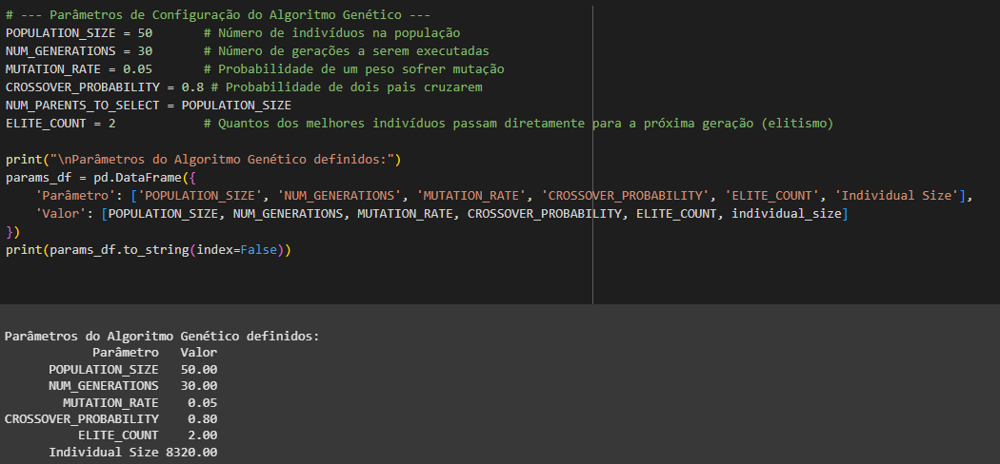 # --- Parâmetros de Configuração do Algoritmo Genético ---
POPULATION_SIZE = 50       # Número de indivíduos na população
NUM_GENERATIONS = 30       # Número de gerações a serem executadas
MUTATION_RATE = 0.05       # Probabilidade de um peso sofrer mutação
CROSSOVER_PROBABILITY = 0.8 # Probabilidade de dois pais cruzarem
NUM_PARENTS_TO_SELECT = POPULATION_SIZE
ELITE_COUNT = 2            # Quantos dos melhores indivíduos passam diretamente para a próxima geração (elitismo)

print("\nParâmetros do Algoritmo Genético definidos:")
params_df = pd.DataFrame({
    'Parâmetro': ['POPULATION_SIZE', 'NUM_GENERATIONS', 'MUTATION_RATE', 'CROSSOVER_PROBABILITY', 'ELITE_COUNT', 'Individual Size'],
    'Valor': [POPULATION_SIZE, NUM_GENERATIONS, MUTATION_RATE, CROSSOVER_PROBABILITY, ELITE_COUNT, individual_size]
})
print(params_df.to_string(index=False))

Parâmetros do Algoritmo Genético definidos:
            Parâmetro   Valor
      POPULATION_SIZE   50.00
      NUM_GENERATIONS   30.00
        MUTATION_RATE    0.05
CROSSOVER_PROBABILITY    0.80
          ELITE_COUNT    2.00
      Individual Size 8320.00